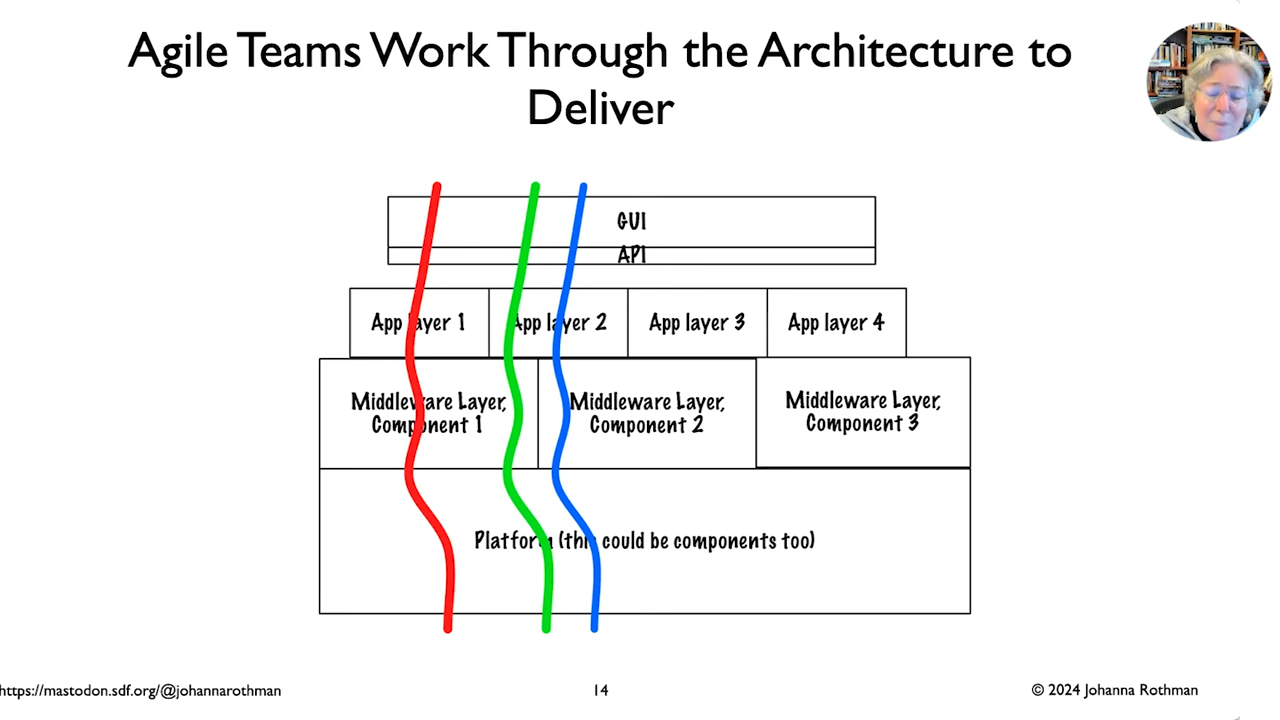 Agile Teams Work Through the Architecture to
Deliver
GUI
API
App layer 1
App layer 2
App layer 3
App layer 4
Middleware Layer,
Component 1
Middleware Layer,
Component 2
Middleware Layer,
Component 3
Platform (this could be components too)
https://mastodon.sdf.org/@johannarothman
14
© 2024 Johanna Rothman